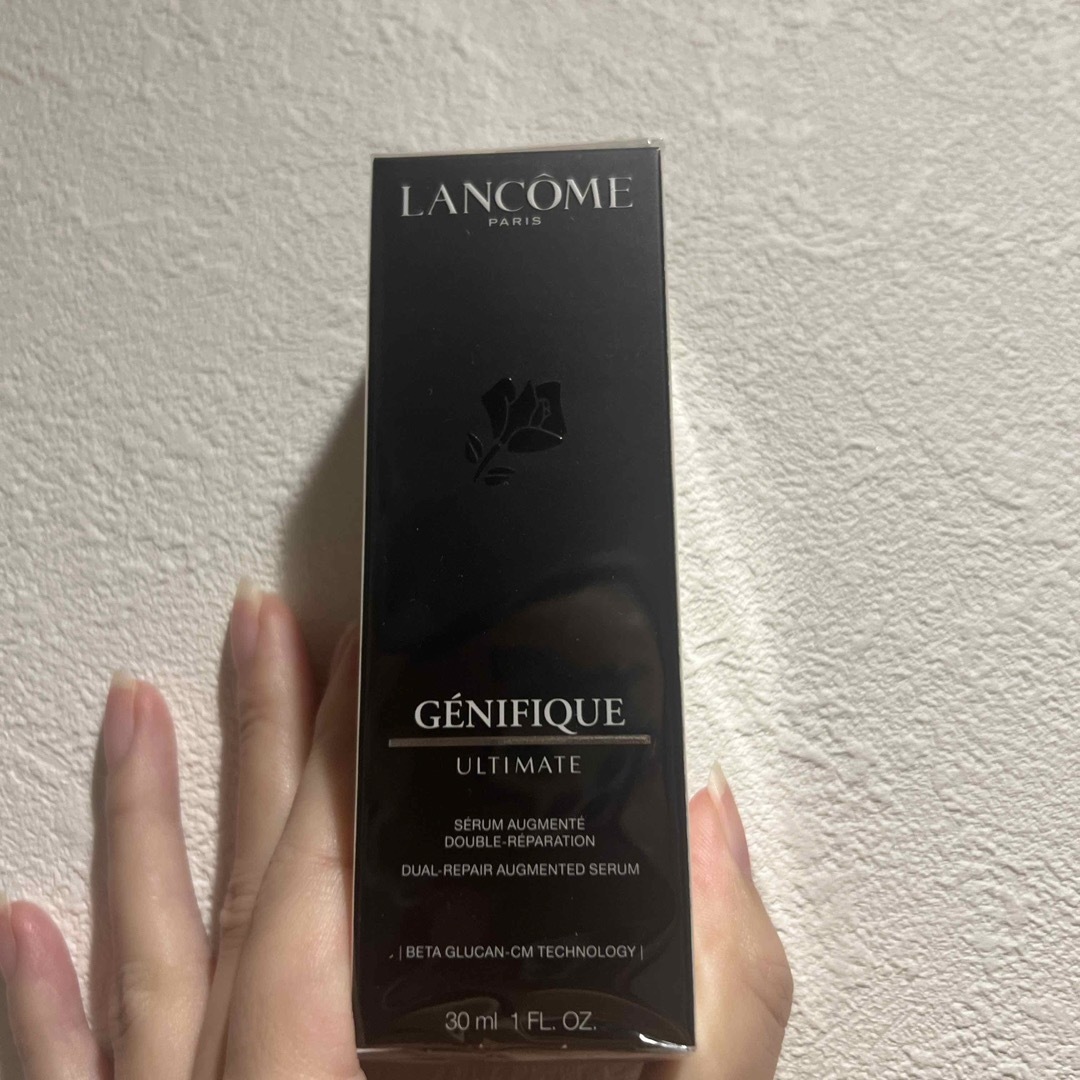 LANCÔME
PARIS
GÉNIFIQUE
ULTIMATE
SÉRUM AUGMENTÉ
DOUBLE-RÉPARATION
DUAL-REPAIR AUGMENTED SERUM
| BETA GLUCAN-CM TECHNOLOGY |
30 ml 1 FL. OZ.